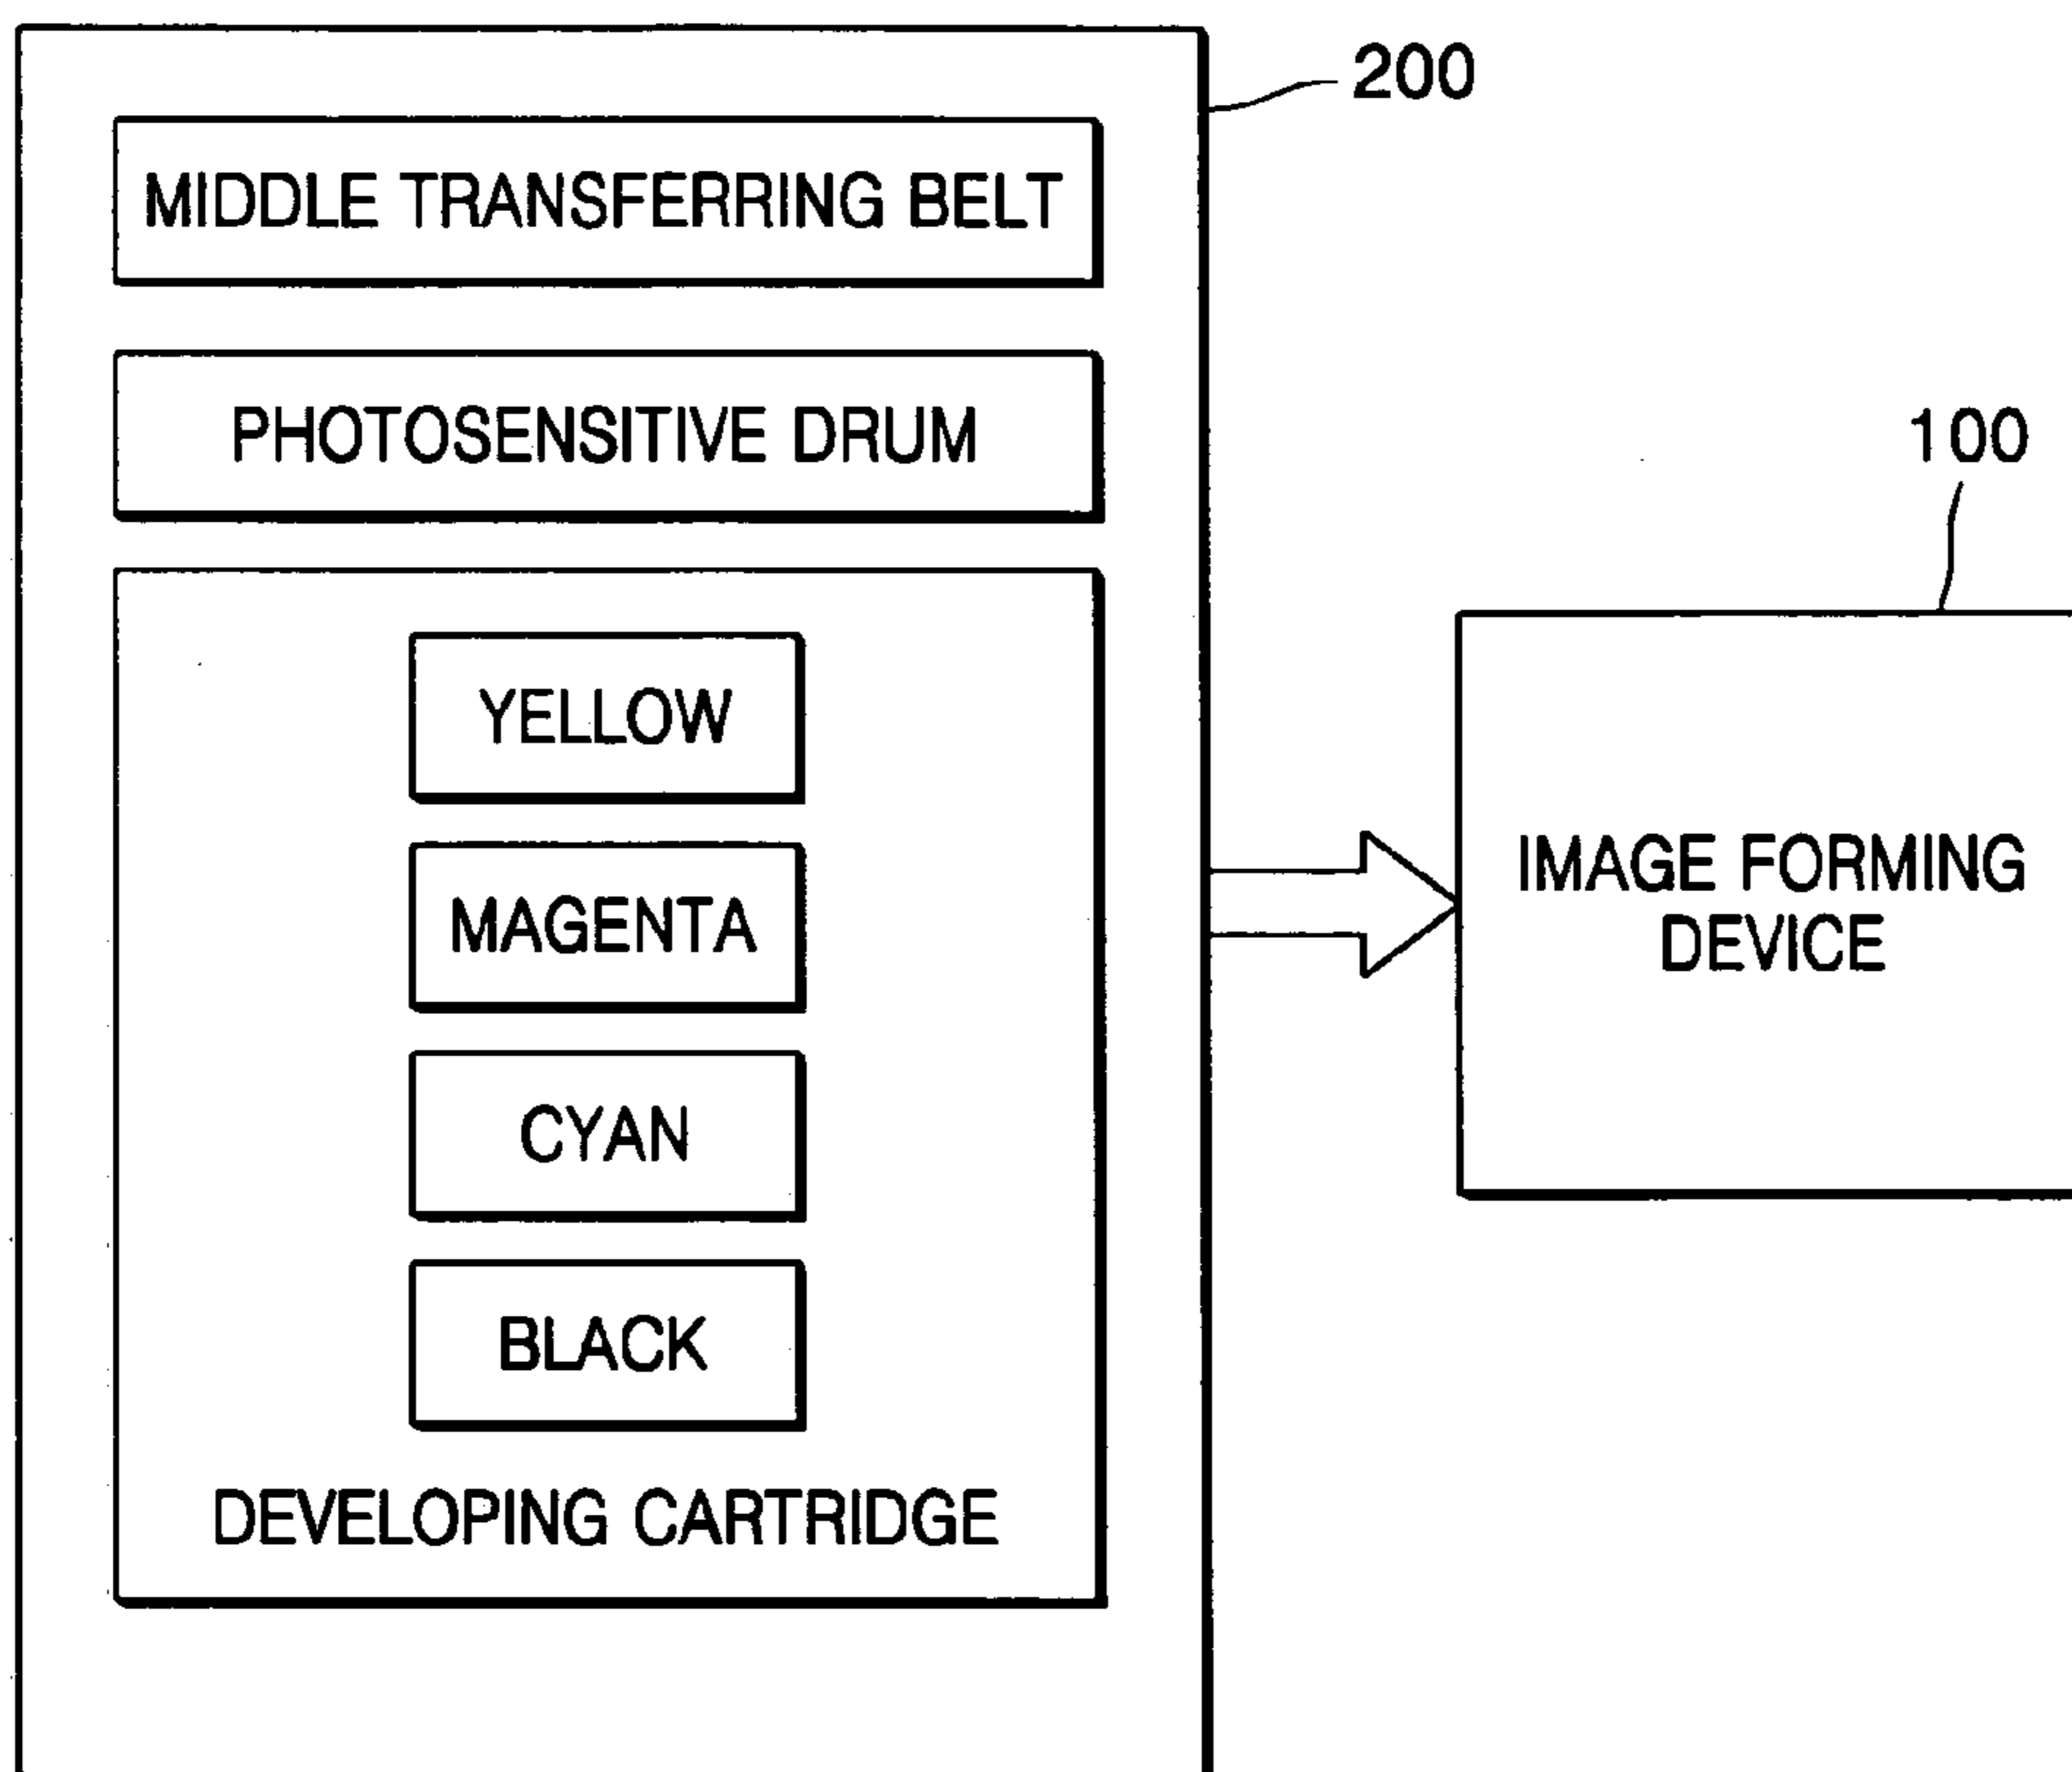 200
MIDDLE TRANSFERRING BELT
PHOTOSENSITIVE DRUM
100
YELLOW
MAGENTA
CYAN
BLACK
DEVELOPING CARTRIDGE
IMAGE FORMING
DEVICE